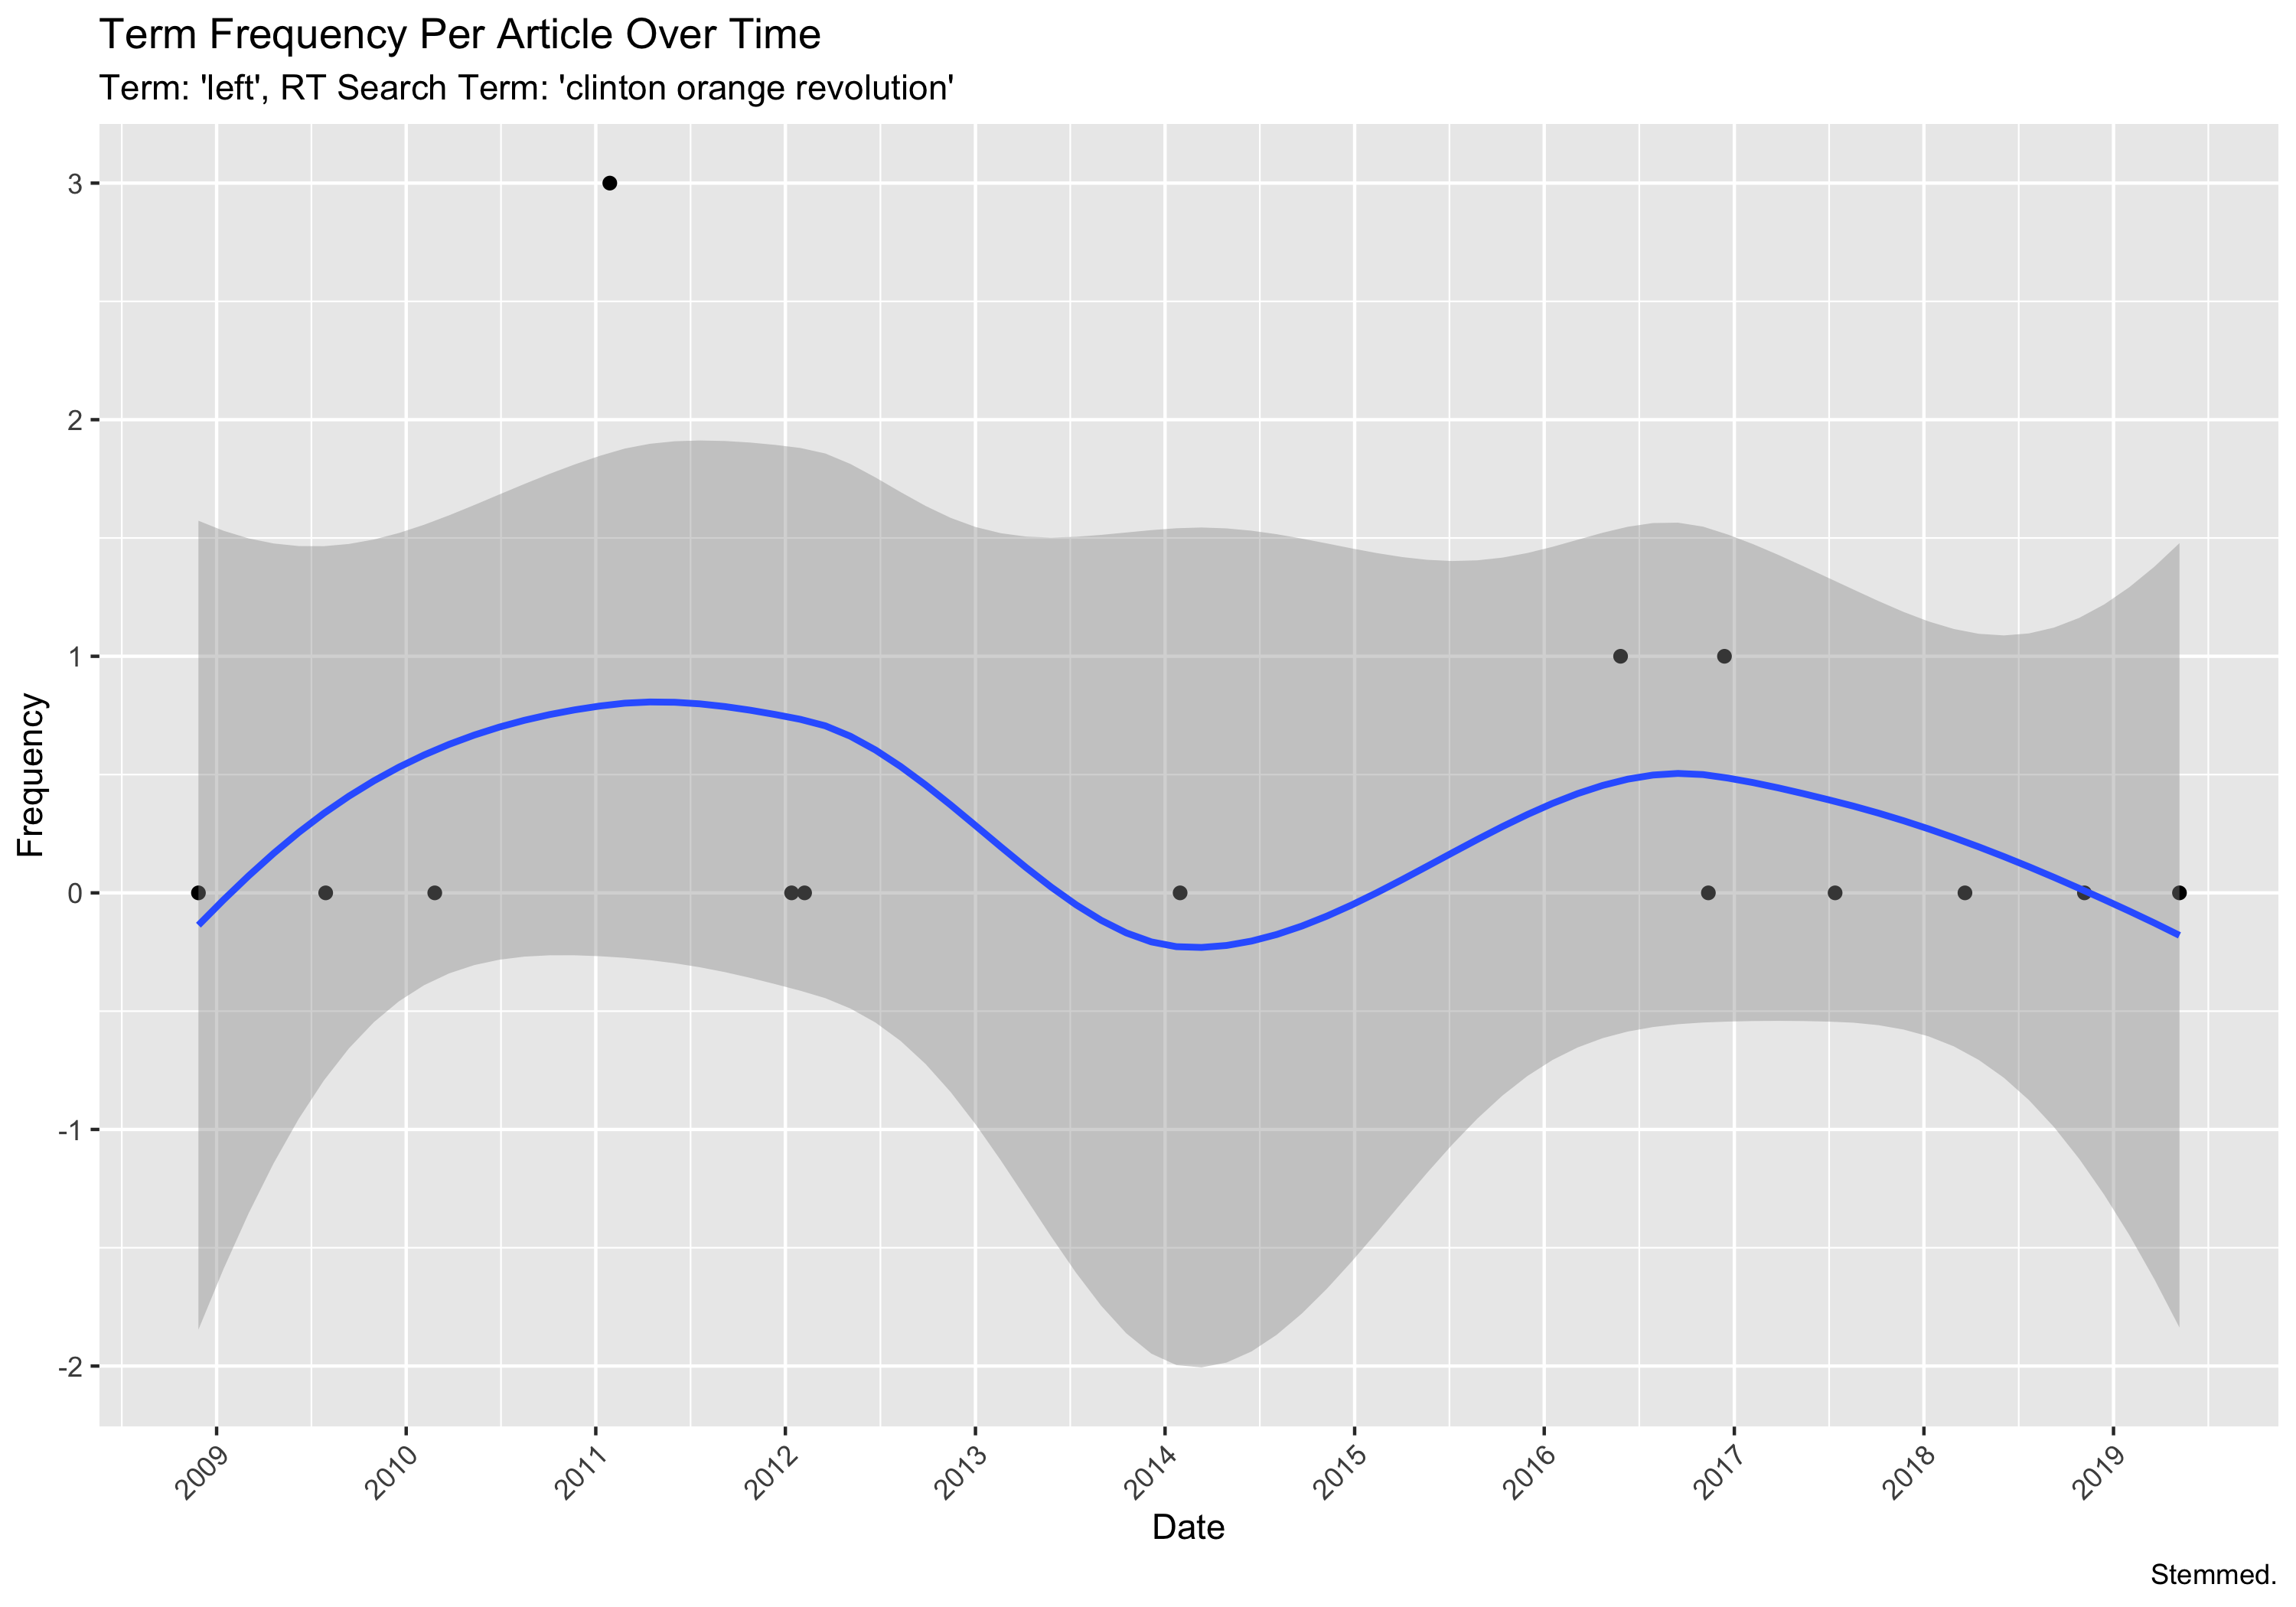 Term Frequency Per Article Over Time
Term: 'left', RT Search Term: 'clinton orange revolution'
3
2
1
0
-1
-2
Frequency
2009 2010 2011 2012 2013 2014 2015 2016 2017 2018 2019
Date
Stemmed.